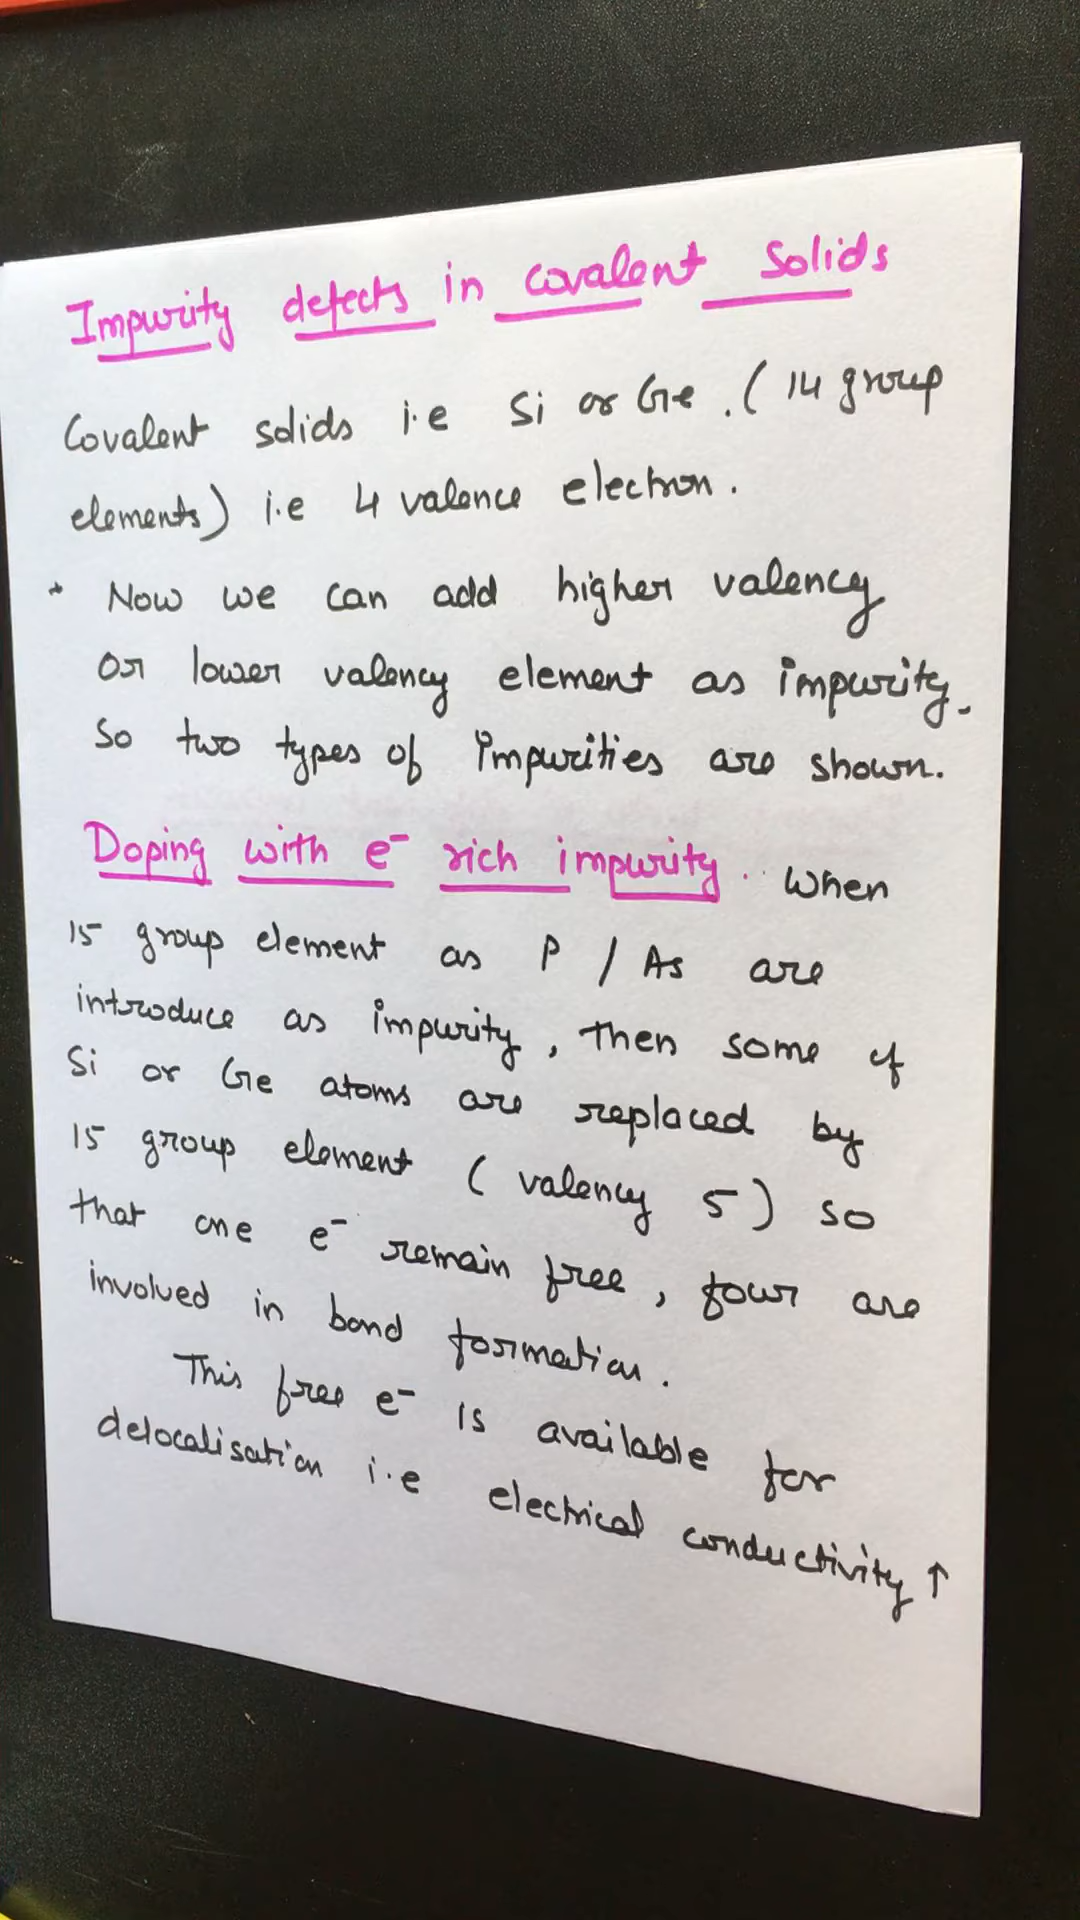 Impurity defects in covalent Solids
Covalent solids i.e Si or Ge. (14 group
elements) i.e 4 valence electron.
* Now we can add higher valency
or lower valency element as impurity.
So two types of impurities are shown.
Doping with e⁻ rich impurity.. When
15 group element as P / As are
introduce as impurity, then some of
Si or Ge atoms are replaced by
15 group element (valency 5) so
that one e⁻ remain free, four are
involved in bond formation.
This free e⁻ is available for
delocalisation i.e electrical conductivity ↑